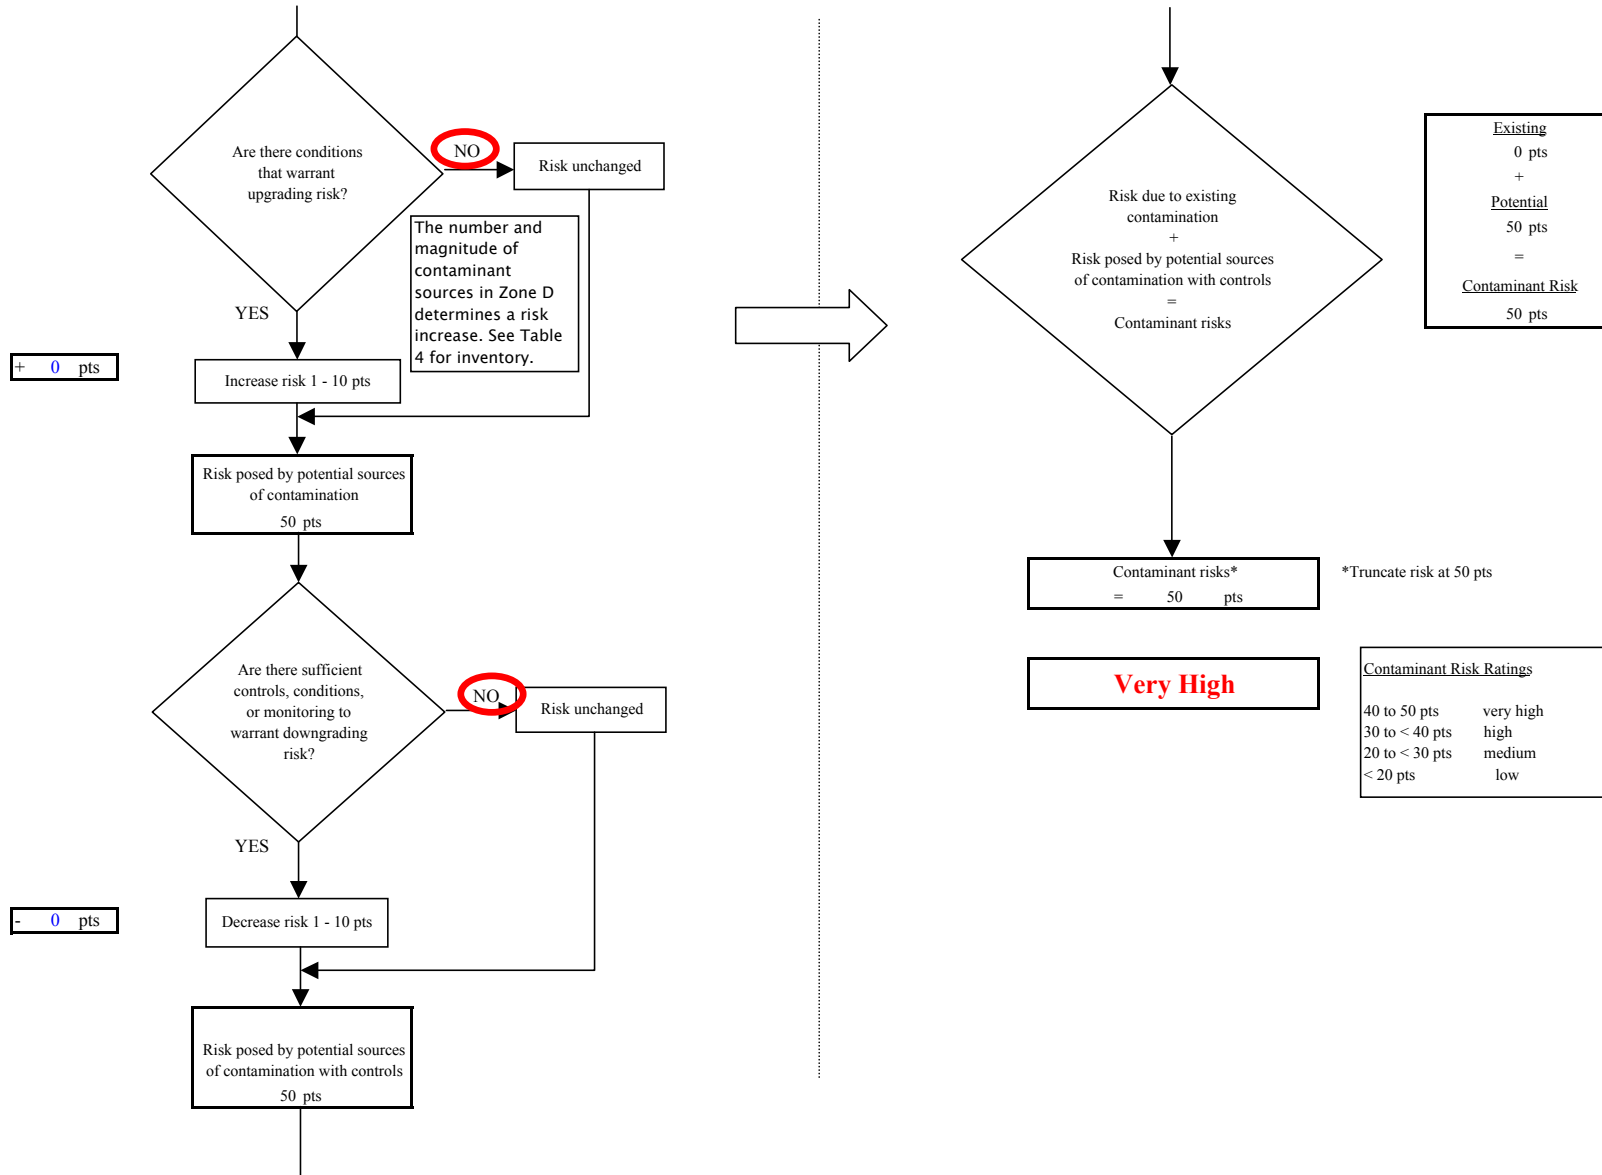 Are there conditions
that warrant
upgrading risk?
NO
Risk unchanged
The number and
magnitude of
contaminant
sources in Zone D
determines a risk
increase. See Table
4 for inventory.
YES
+ 0 pts
Increase risk 1 - 10 pts
Risk posed by potential sources
of contamination
50 pts
Are there sufficient
controls, conditions,
or monitoring to
warrant downgrading
risk?
NO
Risk unchanged
YES
- 0 pts
Decrease risk 1 - 10 pts
Risk posed by potential sources
of contamination with controls
50 pts
Risk due to existing
contamination
+
Risk posed by potential sources
of contamination with controls
=
Contaminant risks
Existing
0 pts
+
Potential
50 pts
=
Contaminant Risk
50 pts
Contaminant risks*
= 50 pts
*Truncate risk at 50 pts
Very High
Contaminant Risk Ratings
40 to 50 pts very high
30 to < 40 pts high
20 to < 30 pts medium
< 20 pts low